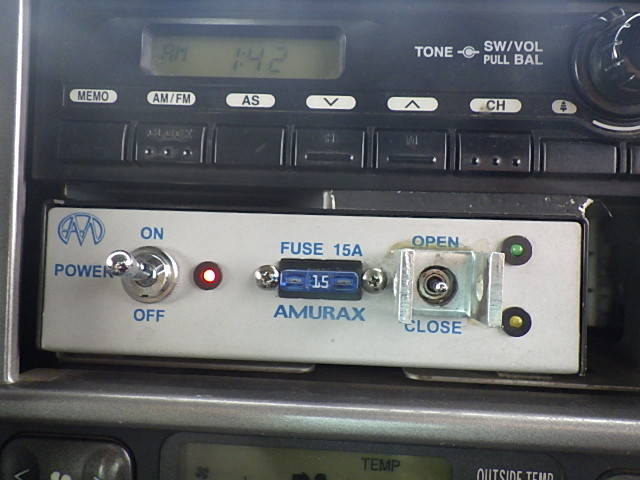 AM 1:42
TONE SW/VOL
PULL BAL
MEMO AM/FM AS CH
CLOCK
ON
POWER
OFF
FUSE 15A
15
AMURAX
OPEN
CLOSE
TEMP
OUTSIDE TEMP